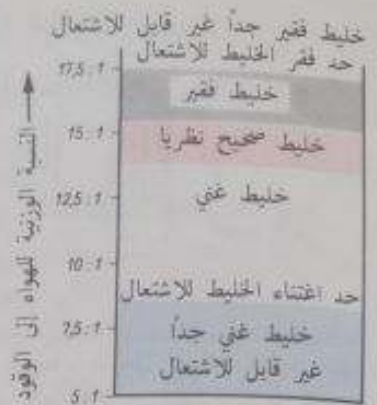 خليط فقير جداً غير قابل للاشتعال
حد فقر الخليط للاشتعال
17,5 : 1
خليط فقير
15 : 1
خليط صحيح نظريا
12,5 : 1
خليط غني
10 : 1
حد اغتناء الخليط للاشتعال
7,5 : 1
خليط غني جداً
غير قابل للاشتعال
5 : 1
النسبة الوزنية للهواء إلى الوقود